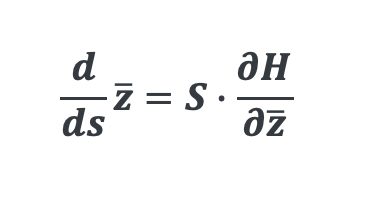 d/ds z̄ = S · ∂H/∂z̄